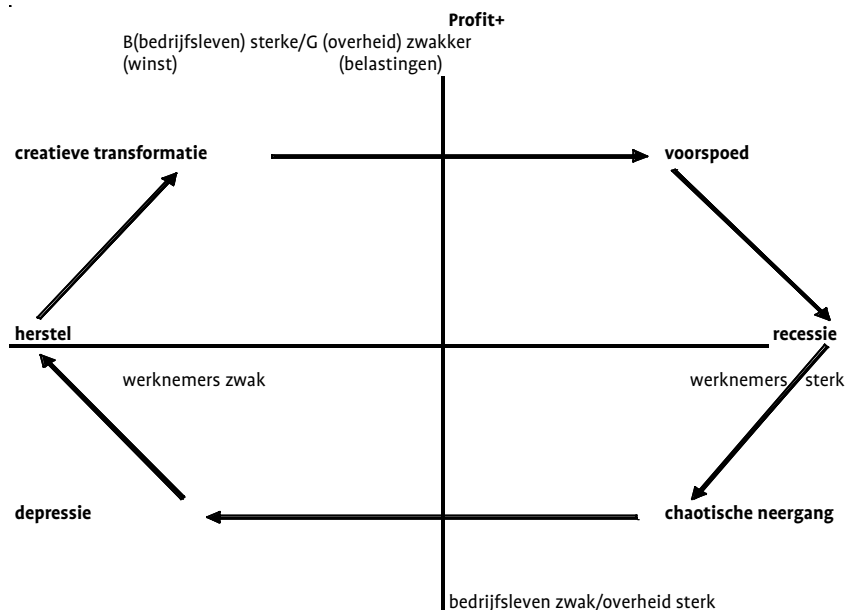 Profit+
B(bedrijfsleven) sterke/G (overheid) zwakker
(winst) (belastingen)
creatieve transformatie voorspoed
herstel recessie
werknemers zwak werknemers sterk
depressie chaotische neergang
bedrijfsleven zwak/overheid sterk